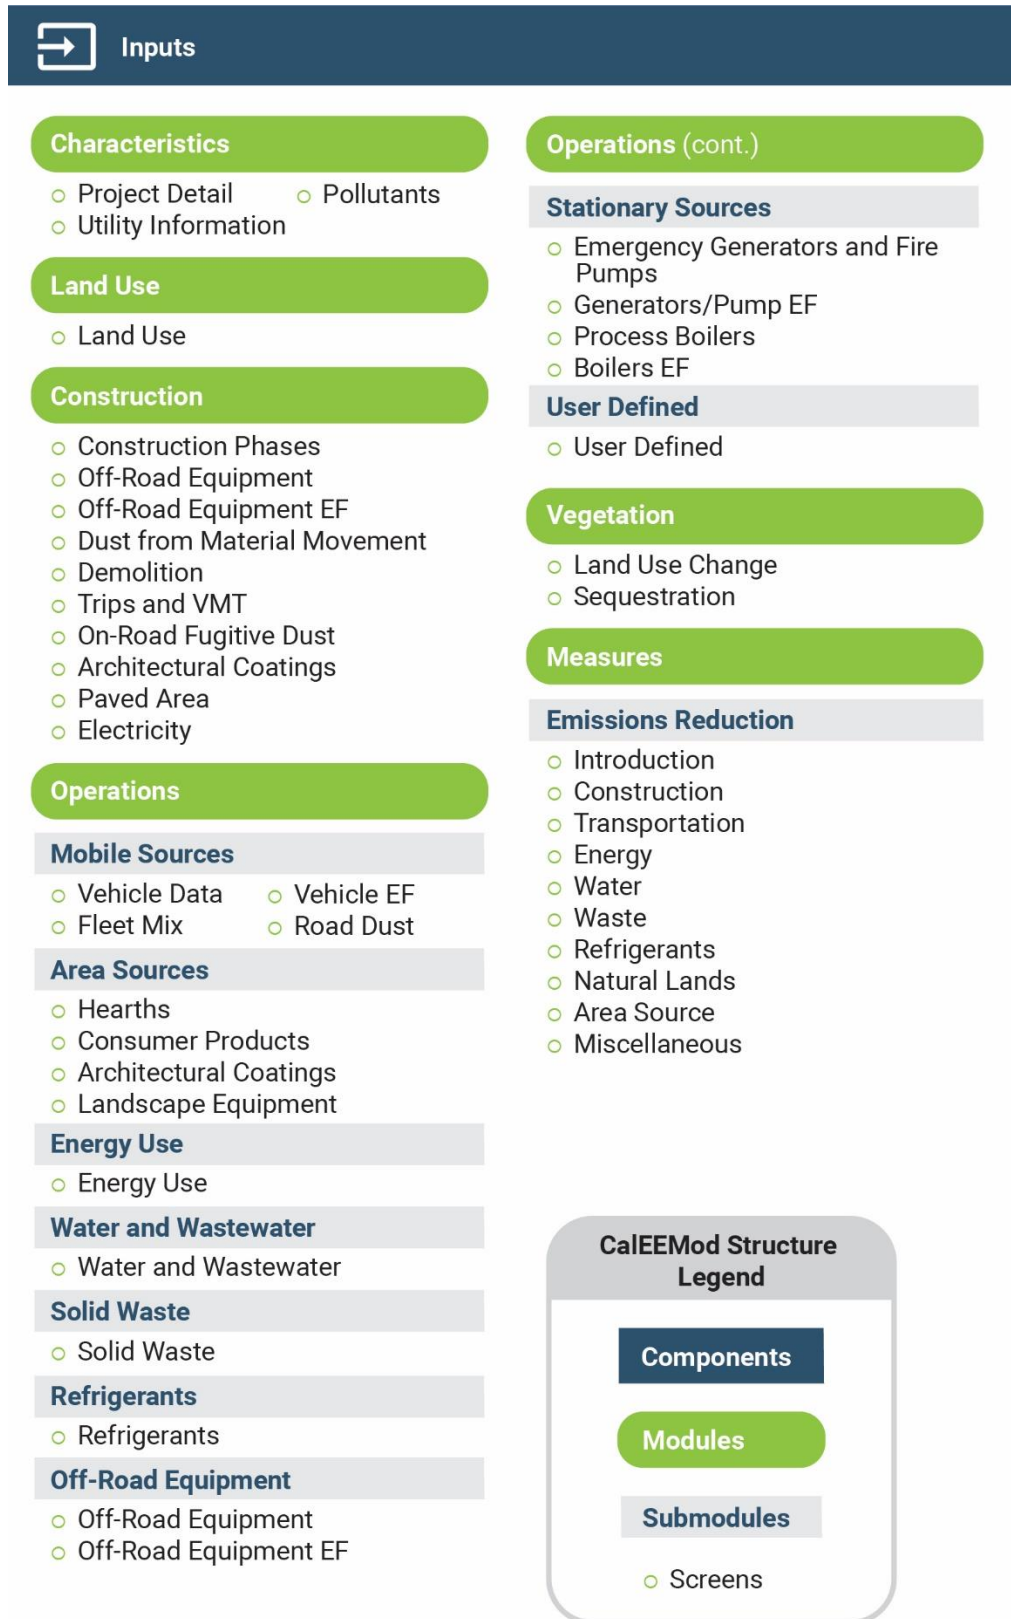 Inputs
Characteristics
Project Detail
Pollutants
Utility Information
Land Use
Land Use
Construction
Construction Phases
Off-Road Equipment
Off-Road Equipment EF
Dust from Material Movement
Demolition
Trips and VMT
On-Road Fugitive Dust
Architectural Coatings
Paved Area
Electricity
Operations
Mobile Sources
Vehicle Data
Vehicle EF
Fleet Mix
Road Dust
Area Sources
Hearths
Consumer Products
Architectural Coatings
Landscape Equipment
Energy Use
Energy Use
Water and Wastewater
Water and Wastewater
Solid Waste
Solid Waste
Refrigerants
Refrigerants
Off-Road Equipment
Off-Road Equipment
Off-Road Equipment EF
Operations (cont.)
Stationary Sources
Emergency Generators and Fire
Pumps
Generators/Pump EF
Process Boilers
Boilers EF
User Defined
User Defined
Vegetation
Land Use Change
Sequestration
Measures
Emissions Reduction
Introduction
Construction
Transportation
Energy
Water
Waste
Refrigerants
Natural Lands
Area Source
Miscellaneous
CalEEMod Structure
Legend
Components
Modules
Submodules
Screens